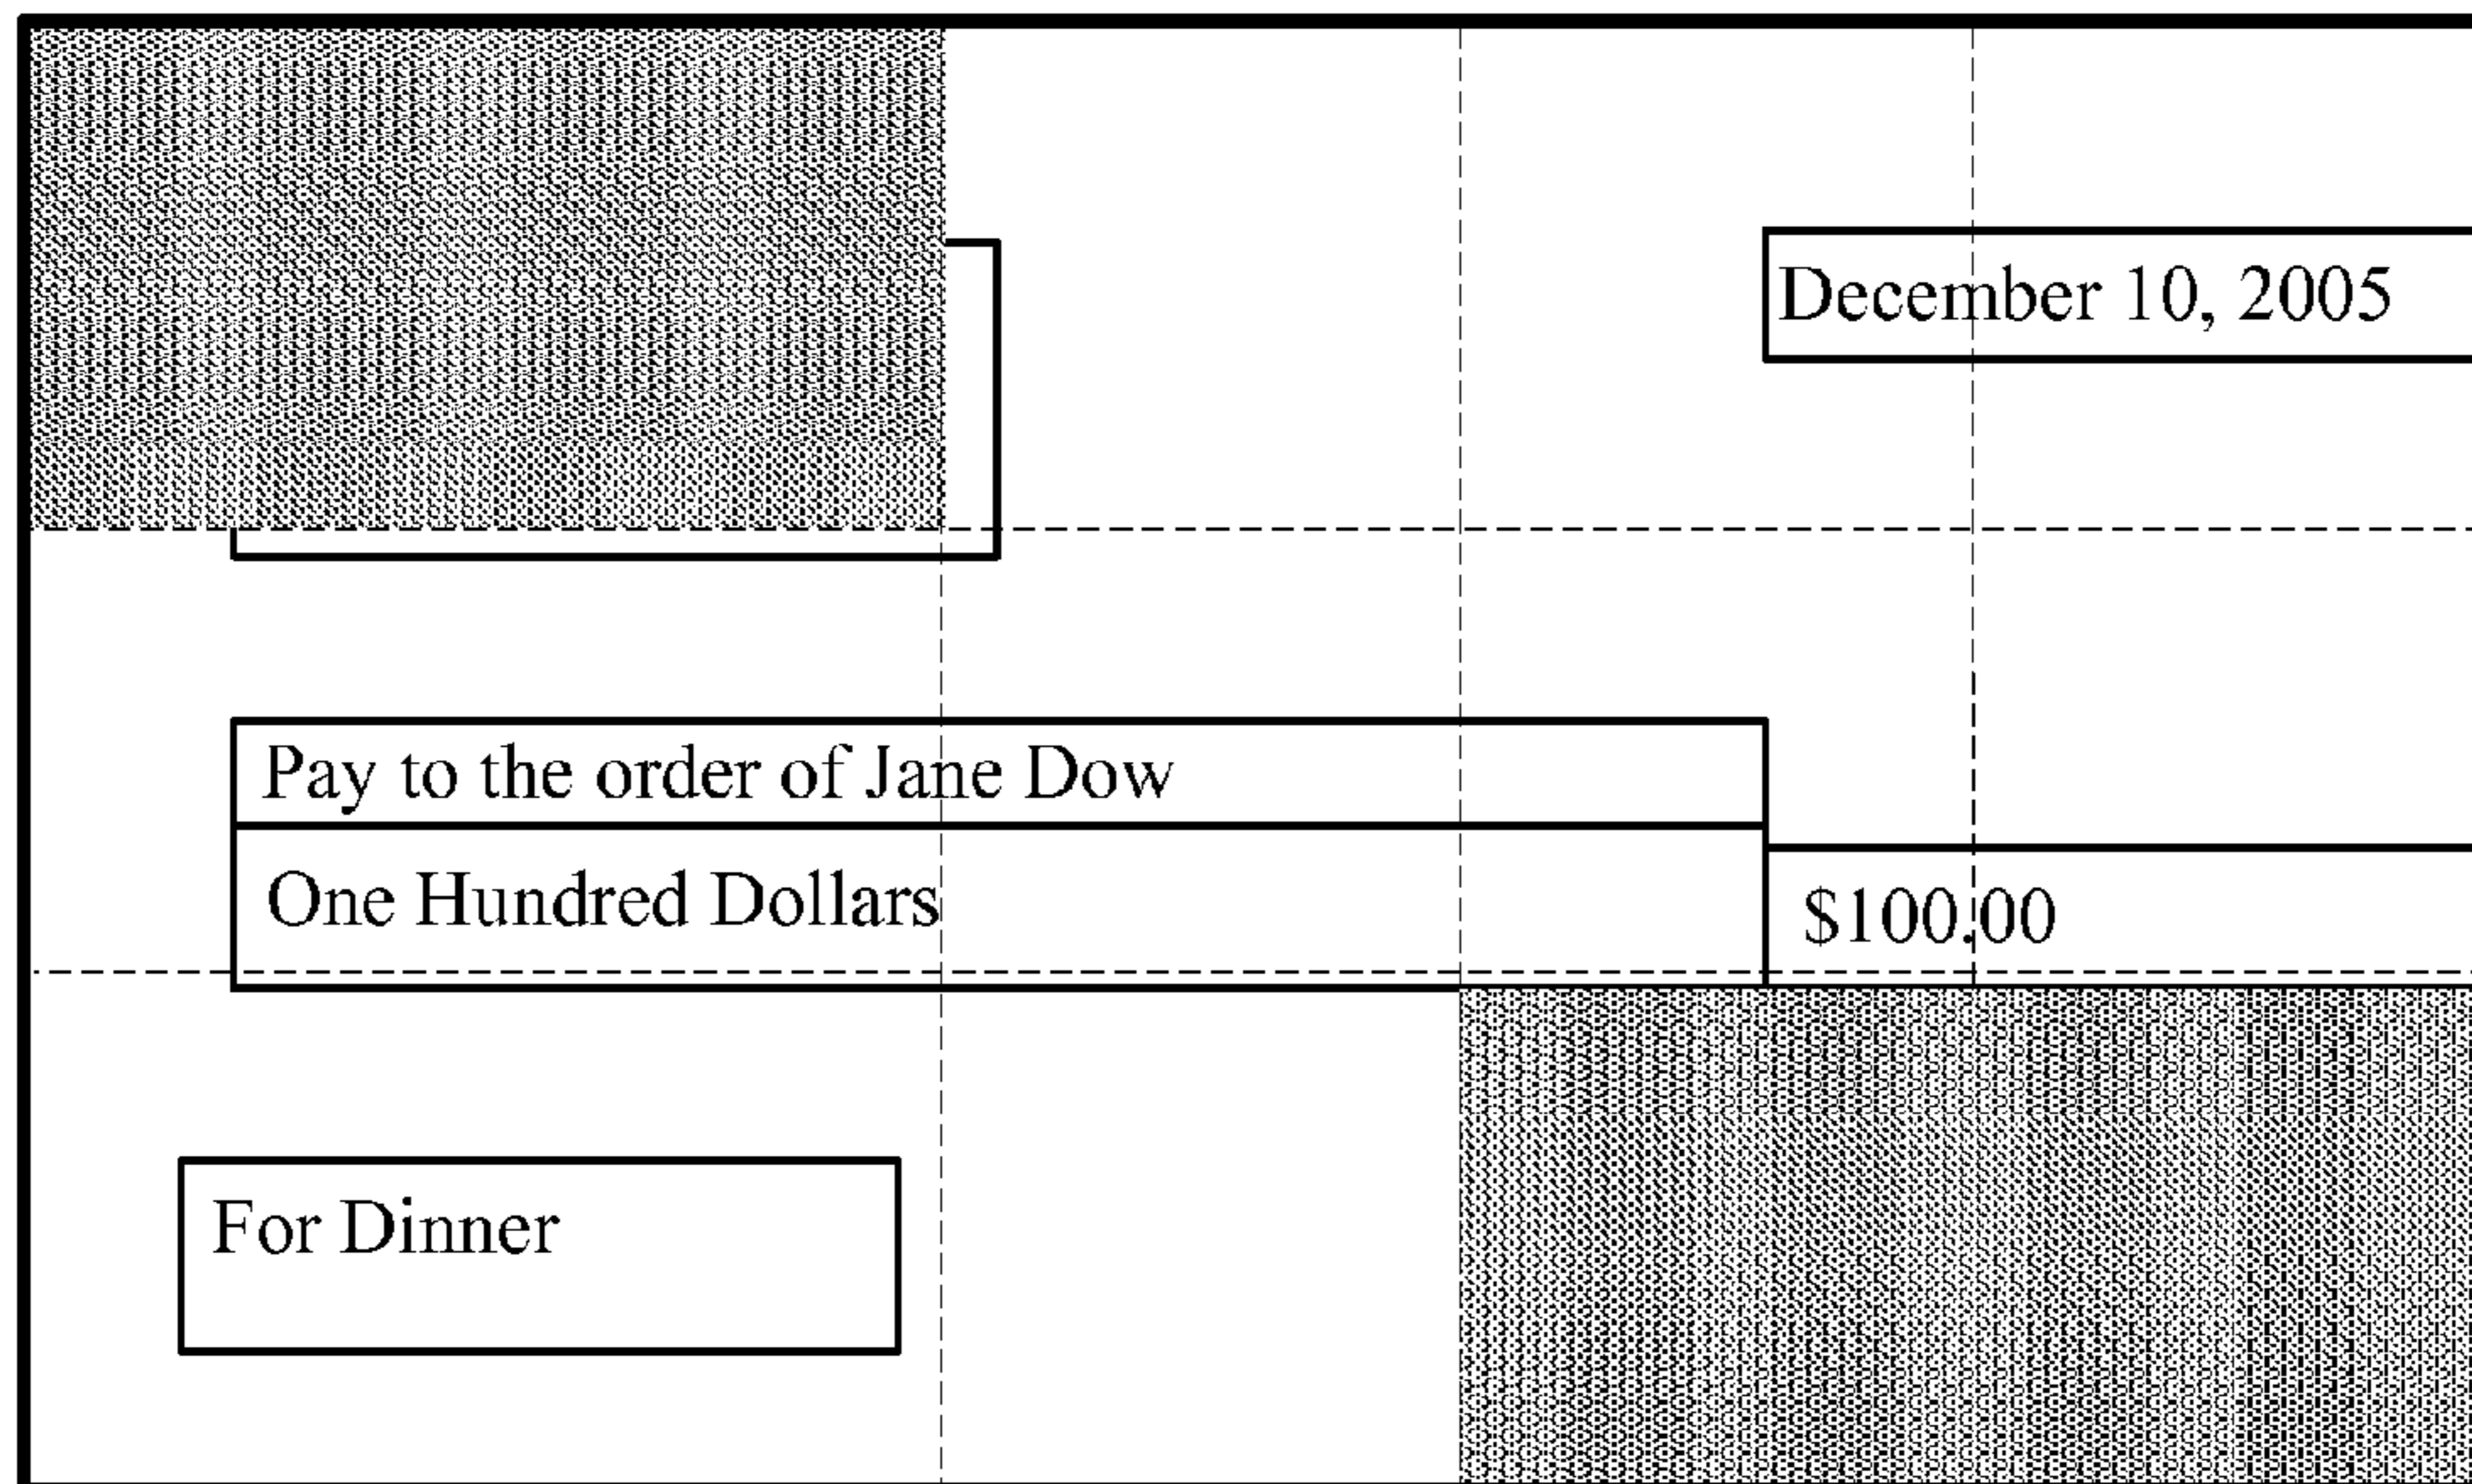 December 10, 2005
Pay to the order of Jane Dow
One Hundred Dollars
$100.00
For Dinner